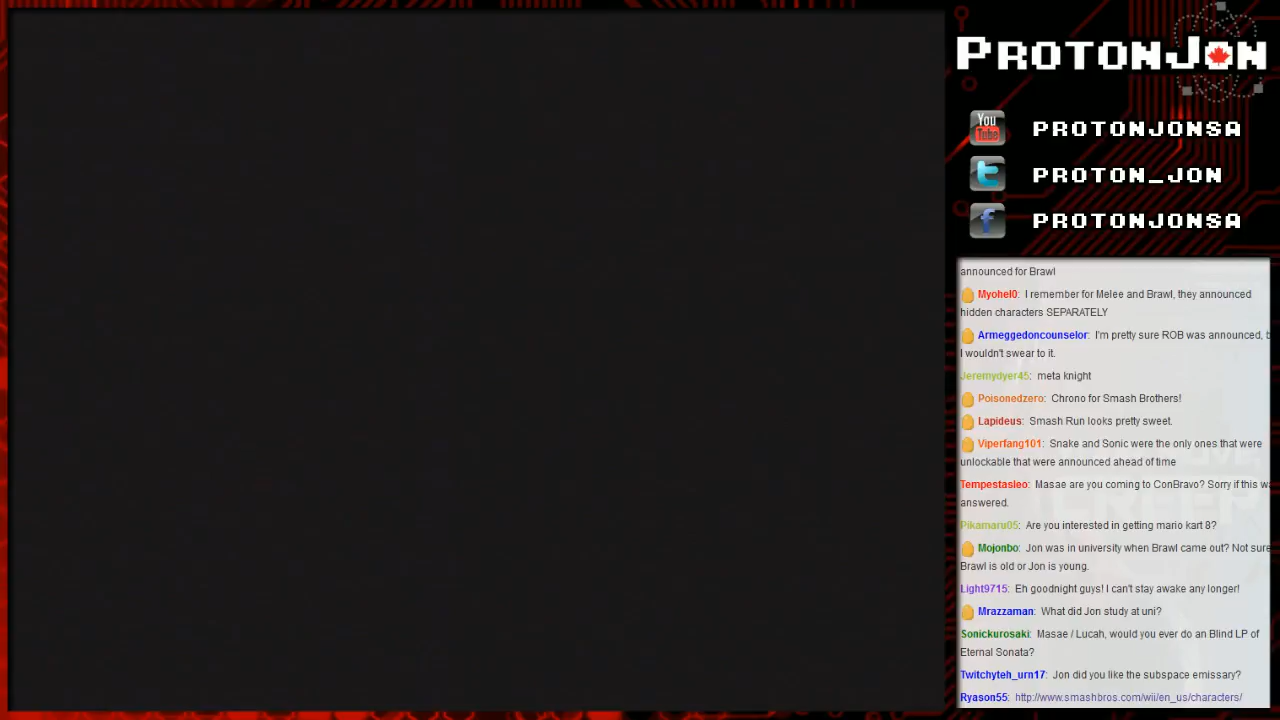 PROTONJON
You
Tube
PROTONJONSA
t
PROTON_JON
f
PROTONJONSA
announced for Brawl
Myohel0: I remember for Melee and Brawl, they announced
hidden characters SEPARATELY
Armeggedoncounselor: I'm pretty sure ROB was announced,
I wouldn't swear to it.
Jeremydyer45: meta knight
Poisonedzero: Chrono for Smash Brothers!
Lapideus: Smash Run looks pretty sweet.
Viperfang101: Snake and Sonic were the only ones that were
unlockable that were announced ahead of time
Tempestasleo: Masae are you coming to ConBravo? Sorry if this
answered.
Pikamaru05: Are you interested in getting mario kart 8?
Mojonbo: Jon was in university when Brawl came out? Not sure
Brawl is old or Jon is young.
Light9715: Eh goodnight guys! I can't stay awake any longer!
Mrazzaman: What did Jon study at uni?
Sonickurosaki: Masae / Lucah, would you ever do an Blind LP of
Eternal Sonata?
Twitchyteh_urn17: Jon did you like the subspace emissary?
Ryason55: http://www.smashbros.com/wii/en_us/characters/